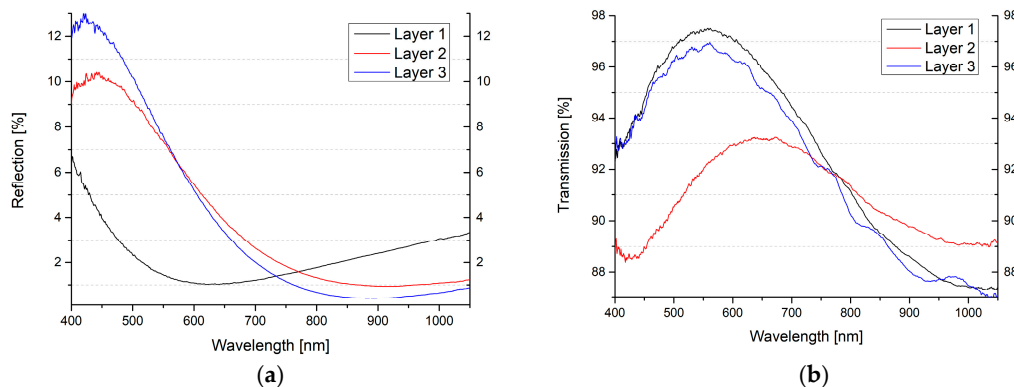 Layer 1
Layer 2
Layer 3
12
10
8
6
4
2
12
10
8
6
4
2
Reflection [%]
400 500 600 700 800 900 1000
Wavelength [nm]
(a)
Layer 1
Layer 2
Layer 3
98
96
94
92
90
88
98
96
94
92
90
88
Transmission [%]
400 500 600 700 800 900 1000
Wavelength [nm]
(b)